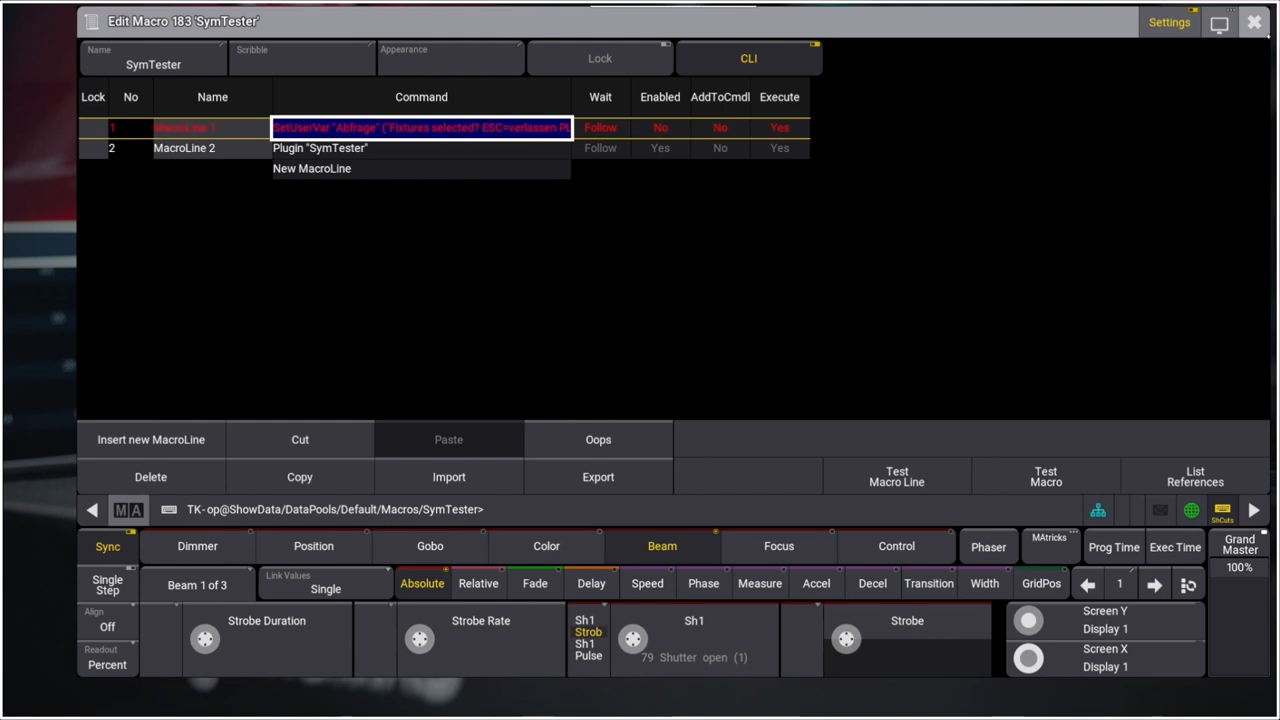 Edit Macro 183 'SymTester'
Settings
Name
SymTester
Scribble
Appearance
Lock
CLI
Lock No Name Command Wait Enabled AddToCmdl Execute
1 MacroLine 1 SetUserVar "Abfrage" ("Fixtures selected? ESC=verlassen PL Follow No No Yes
2 MacroLine 2 Plugin "SymTester" Follow Yes No Yes
New MacroLine
Insert new MacroLine Cut Paste Oops
Delete Copy Import Export
Test Macro Line
Test Macro
List References
MA TK-op@ShowData/DataPools/Default/Macros/SymTester>
ShCuts
Sync Dimmer Position Gobo Color Beam Focus Control Phaser MAtricks Prog Time Exec Time
Grand Master
100%
Single Step
Beam 1 of 3
Link Values
Single
Absolute Relative Fade Delay Speed Phase Measure Accel Decel Transition Width GridPos 1
Align
Off
Readout
Percent
Strobe Duration
Strobe Rate
Sh1
Strob
Sh1
Pulse
Sh1
79 Shutter open (1)
Strobe
Screen Y
Display 1
Screen X
Display 1